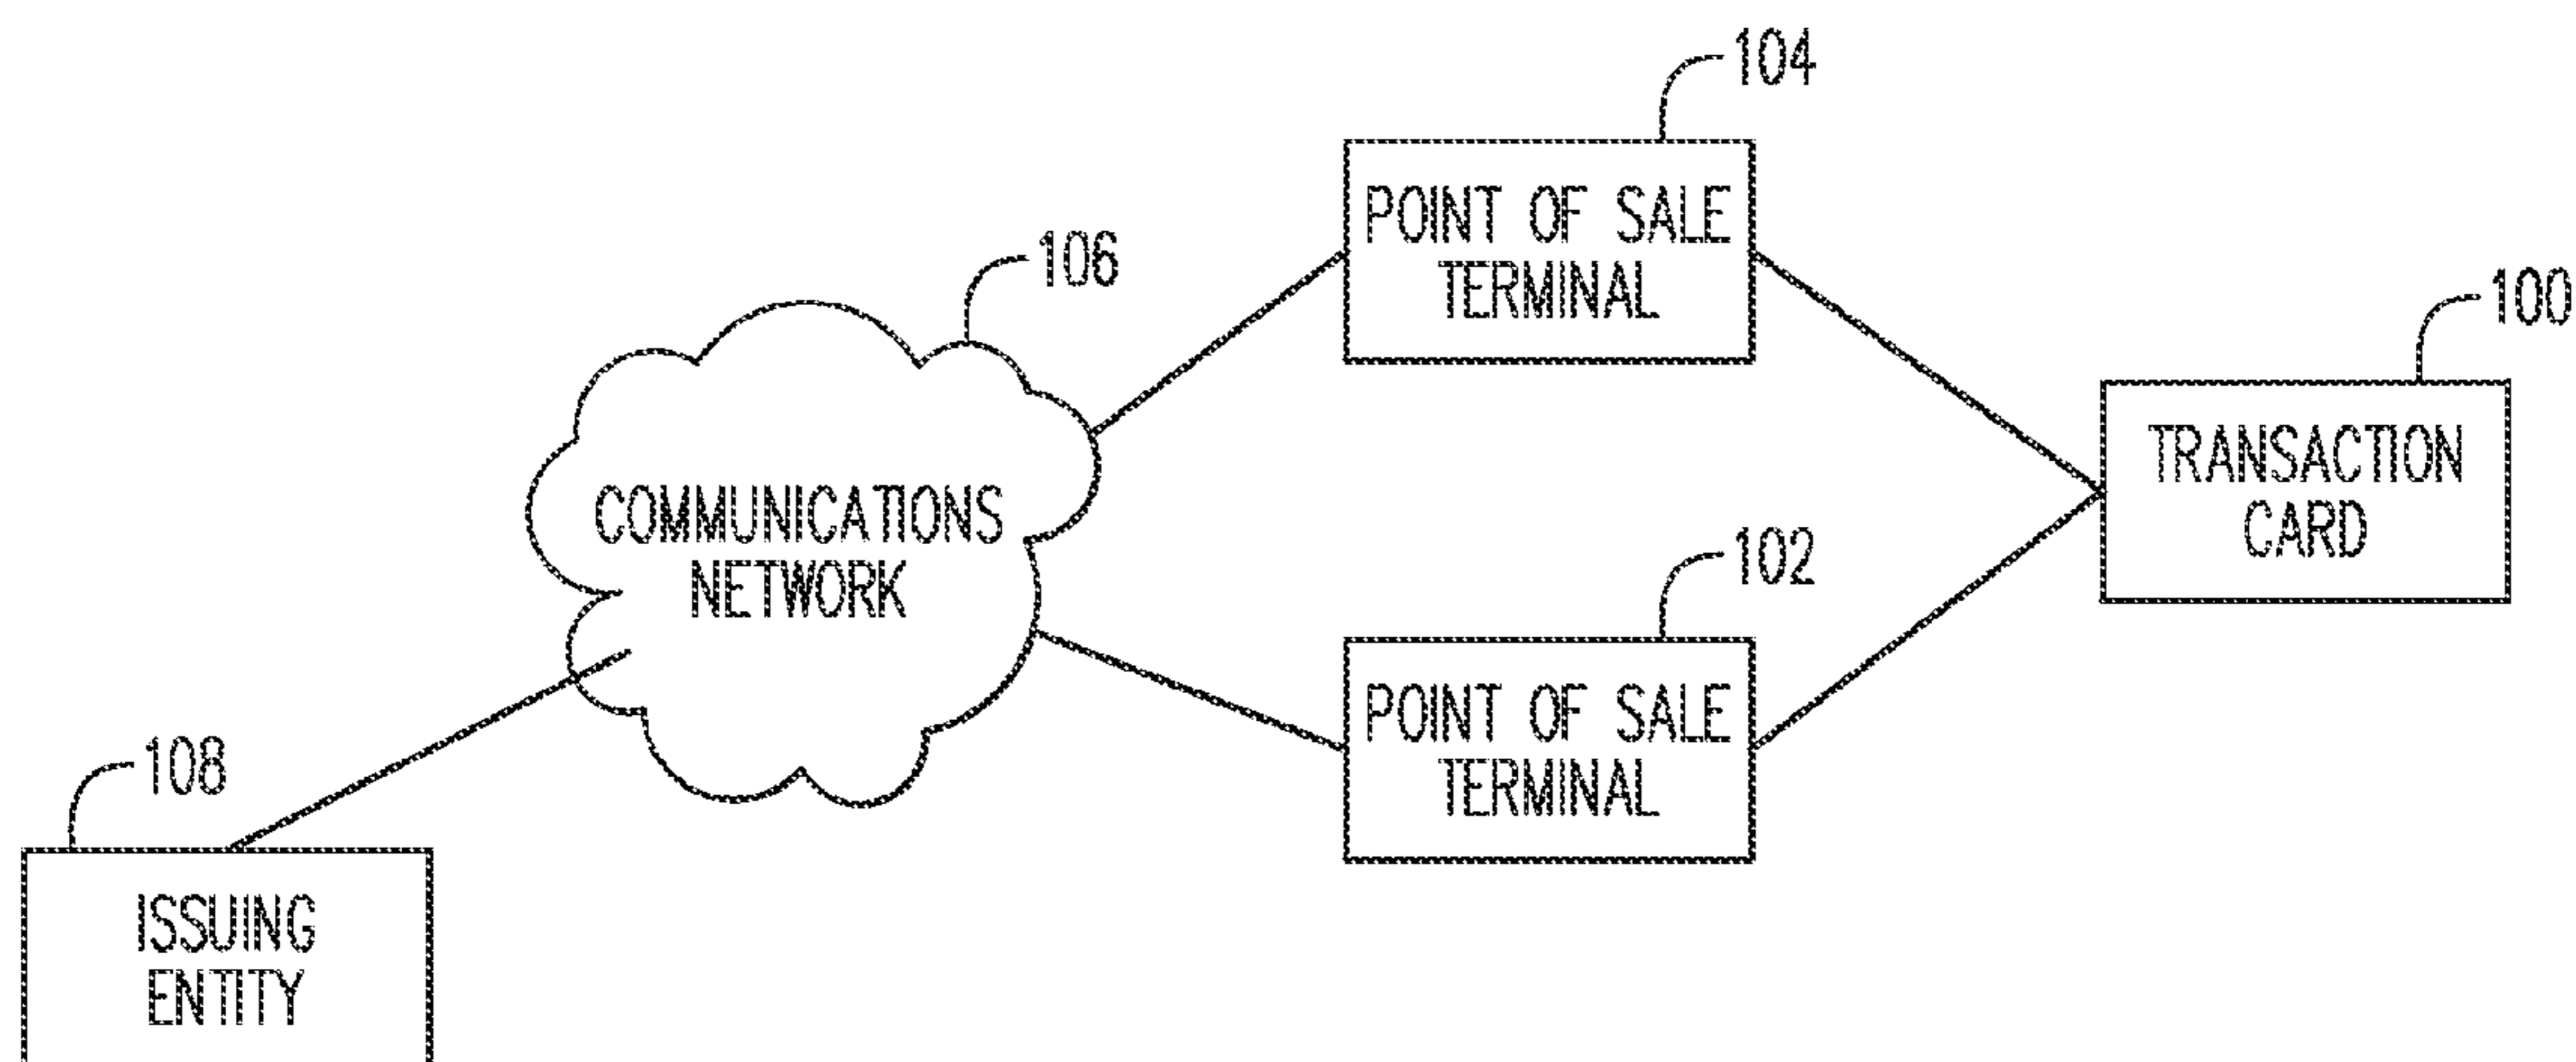 104
POINT OF SALE
TERMINAL
106
100
TRANSACTION
CARD
COMMUNICATIONS
NETWORK
102
POINT OF SALE
TERMINAL
108
ISSUING
ENTITY